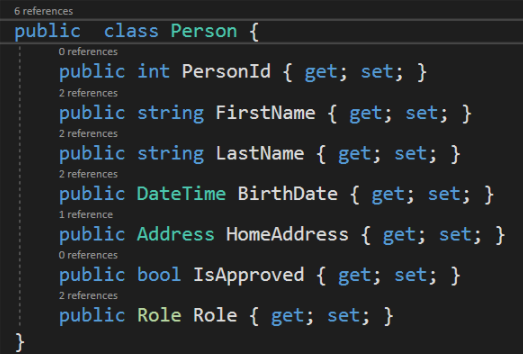 6 references
public  class Person {
0 references
public int PersonId { get; set; }
2 references
public string FirstName { get; set; }
2 references
public string LastName { get; set; }
2 references
public DateTime BirthDate { get; set; }
1 reference
public Address HomeAddress { get; set; }
0 references
public bool IsApproved { get; set; }
2 references
public Role Role { get; set; }
}